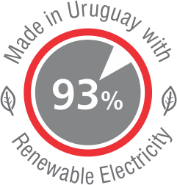 Made in Uruguay with
93%
Renewable Electricity